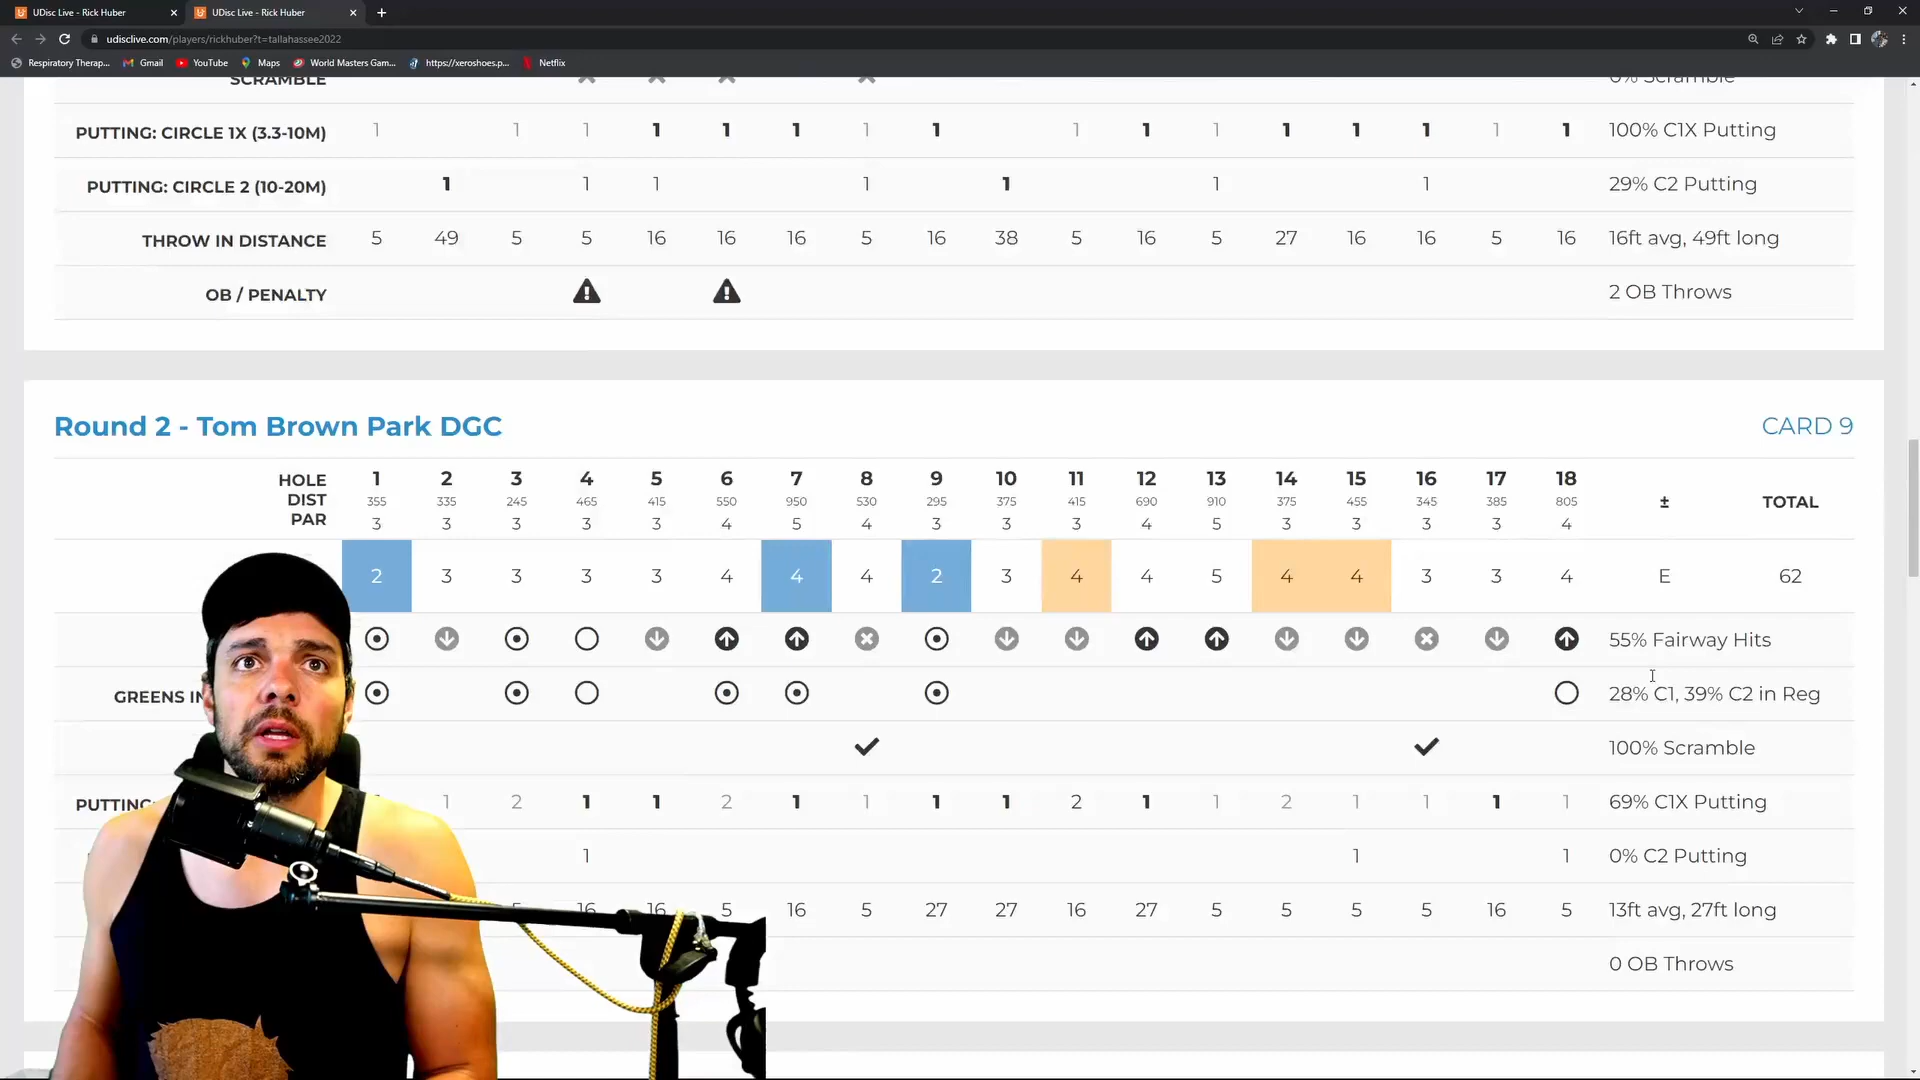 UDisc Live - Rick Huber
UDisc Live - Rick Huber
udisclive.com/players/rickhuber?t=tallahassee2022
Respiratory Therap... Gmail YouTube Maps World Masters Gam... https://xeroshoes.p... Netflix
SCRAMBLE 0% Scramble
PUTTING: CIRCLE 1X (3.3-10M) 1 1 1 1 1 1 1 1 1 1 1 1 1 1 1 1 100% C1X Putting
PUTTING: CIRCLE 2 (10-20M) 1 1 1 1 1 1 1 29% C2 Putting
THROW IN DISTANCE 5 49 5 5 16 16 16 5 16 38 5 16 5 27 16 16 5 16 16ft avg, 49ft long
OB / PENALTY 2 OB Throws
Round 2 - Tom Brown Park DGC CARD 9
HOLE 1 2 3 4 5 6 7 8 9 10 11 12 13 14 15 16 17 18 ± TOTAL
DIST 355 335 245 465 415 550 950 530 295 375 415 690 910 375 455 345 385 805
PAR 3 3 3 3 3 4 5 4 3 3 3 4 5 3 3 3 3 4
2 3 3 3 3 4 4 4 2 3 4 4 5 4 4 3 3 4 E 62
55% Fairway Hits
GREENS IN 28% C1, 39% C2 in Reg
100% Scramble
PUTTING: 1 2 1 1 2 1 1 1 1 2 1 1 2 1 1 1 1 69% C1X Putting
1 1 1 0% C2 Putting
5 16 16 5 16 5 27 27 16 27 5 5 5 5 16 5 13ft avg, 27ft long
0 OB Throws